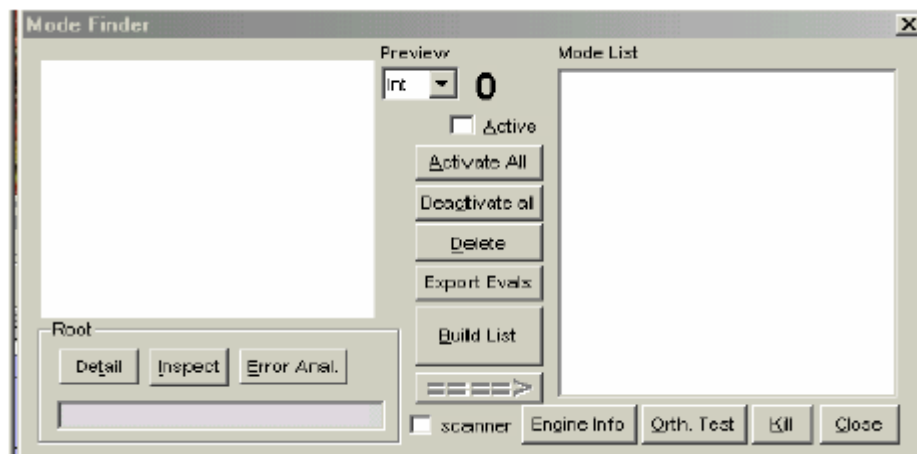 Mode Finder
Preview
Mode List
Int
0
Active
Activate All
Deactivate all
Delete
Export Evals
Build List
Root
Detail Inspect Error Anal.
====>
scanner Engine Info Orth. Test Kill Close